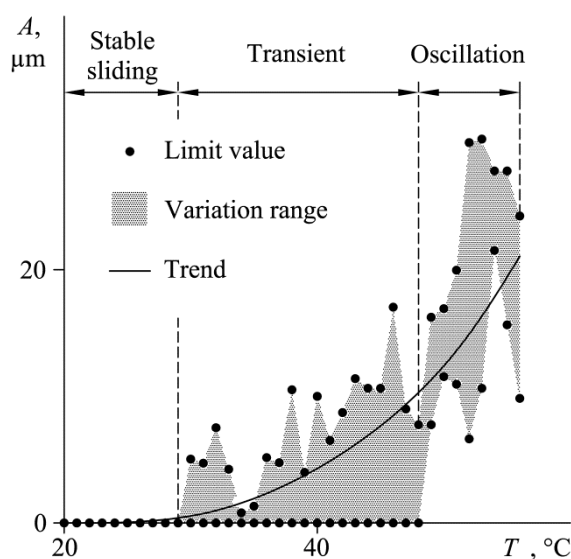 A,
μm
Stable
sliding
Transient
Oscillation
Limit value
Variation range
Trend
20
0
20
40
T , °C